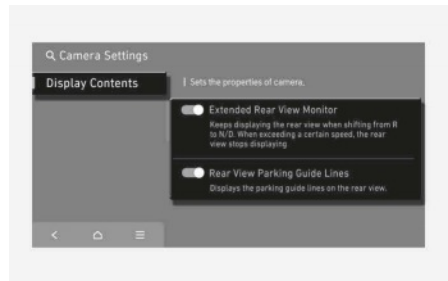 Camera Settings
Display Contents
Sets the properties of camera.
Extended Rear View Monitor
Keeps displaying the rear view when shifting from R
to N/D. When exceeding a certain speed, the rear
view stops displaying
Rear View Parking Guide Lines
Displays the parking guide lines on the rear view.